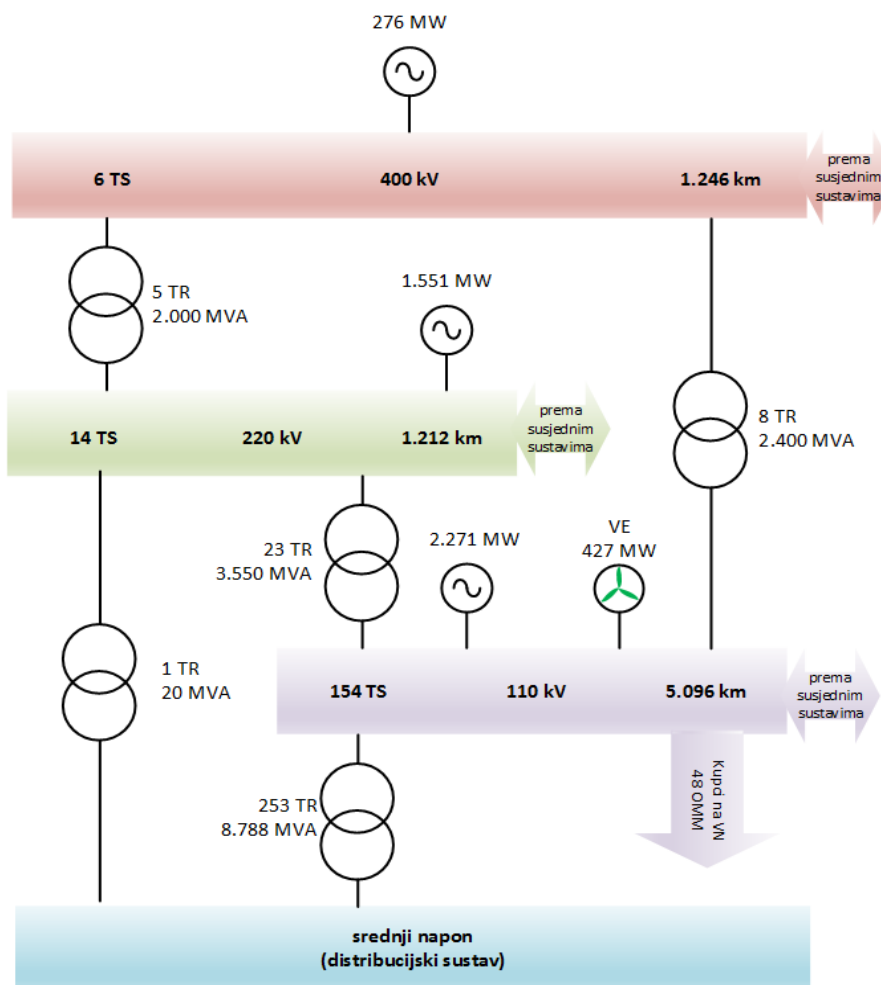 276 MW
6 TS
400 kV
1.246 km
prema
susjednim
sustavima
5 TR
2.000 MVA
1.551 MW
14 TS
220 kV
1.212 km
prema
susjednim
sustavima
8 TR
2.400 MVA
23 TR
3.550 MVA
2.271 MW
VE
427 MW
1 TR
20 MVA
154 TS
110 kV
5.096 km
prema
susjednim
sustavima
253 TR
8.788 MVA
Kupci na VN
48 OMM
srednji napon
(distribucijski sustav)